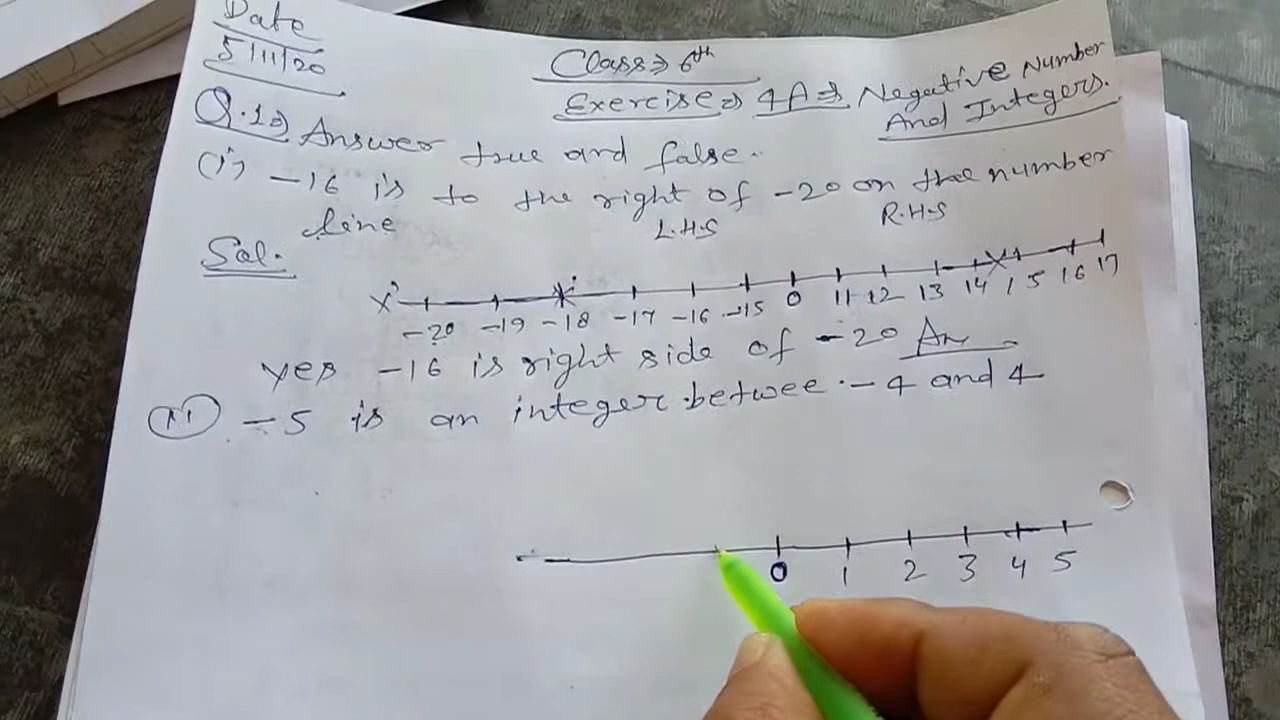 Date
5/11/20
Class⇒ 6th
Exercise⇒ 4A⇒ Negative Number
And Integers.
Q.1⇒ Answer true and false.
(i) -16 is to the right of -20 on the number
line
L.H.S R.H.S
Sol.
-20 -19 -18 -17 -16 -15 0 11 12 13 14 15 16 17
yes -16 is right side of -20 An
(ii) -5 is an integer betwee -4 and 4
0 1 2 3 4 5